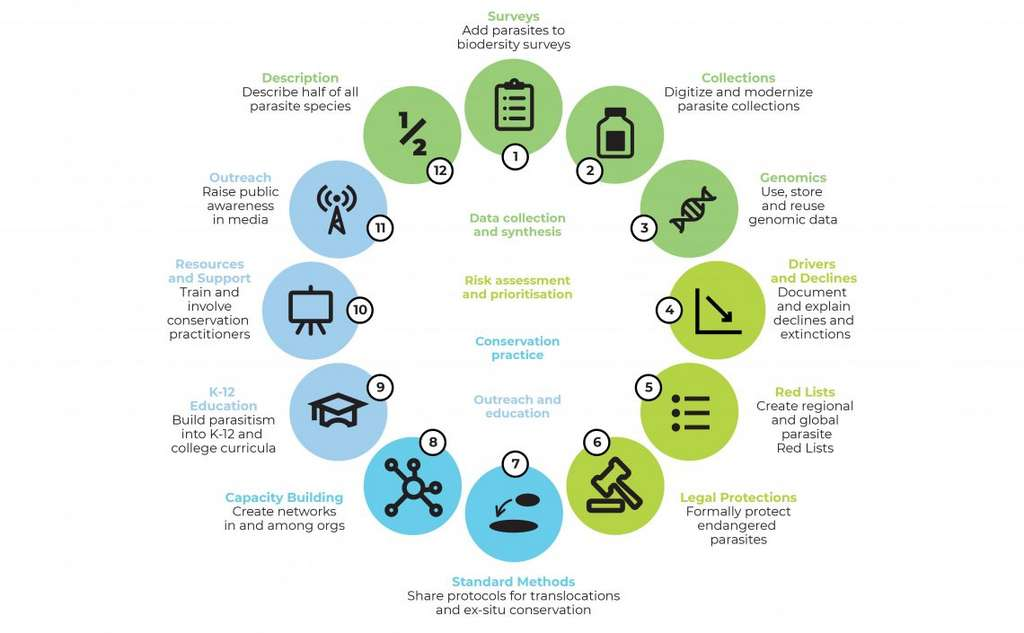 Surveys
Add parasites to
biodersity surveys
1
Collections
Digitize and modernize
parasite collections
2
Genomics
Use, store
and reuse
genomic data
3
Drivers
and Declines
Document
and explain
declines and
extinctions
4
Red Lists
Create regional
and global
parasite
Red Lists
5
Legal Protections
Formally protect
endangered
parasites
6
Standard Methods
Share protocols for translocations
and ex-situ conservation
7
Capacity Building
Create networks
in and among orgs
8
K-12
Education
Build parasitism
into K-12 and
college curricula
9
Resources
and Support
Train and
involve
conservation
practitioners
10
Outreach
Raise public
awareness
in media
11
Description
Describe half of all
parasite species
1/2
12
Data collection
and synthesis
Risk assessment
and prioritisation
Conservation
practice
Outreach and
education